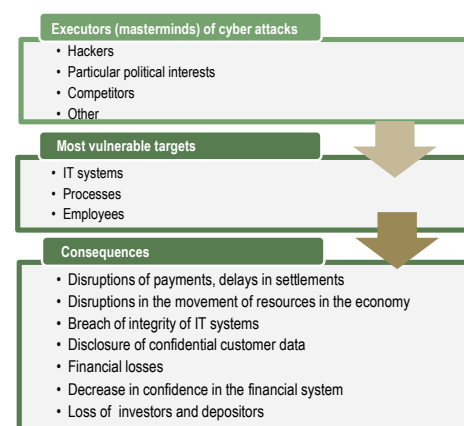 Executors (masterminds) of cyber attacks
• Hackers
• Particular political interests
• Competitors
• Other
Most vulnerable targets
• IT systems
• Processes
• Employees
Consequences
• Disruptions of payments, delays in settlements
• Disruptions in the movement of resources in the economy
• Breach of integrity of IT systems
• Disclosure of confidential customer data
• Financial losses
• Decrease in confidence in the financial system
• Loss of investors and depositors